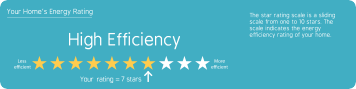 Your Home's Energy Rating
The star rating scale is a sliding
scale from one to 10 stars. The
scale indicates the energy
efficiency rating of your home.
High Efficiency
Less
efficient
More
efficient
Your rating = 7 stars